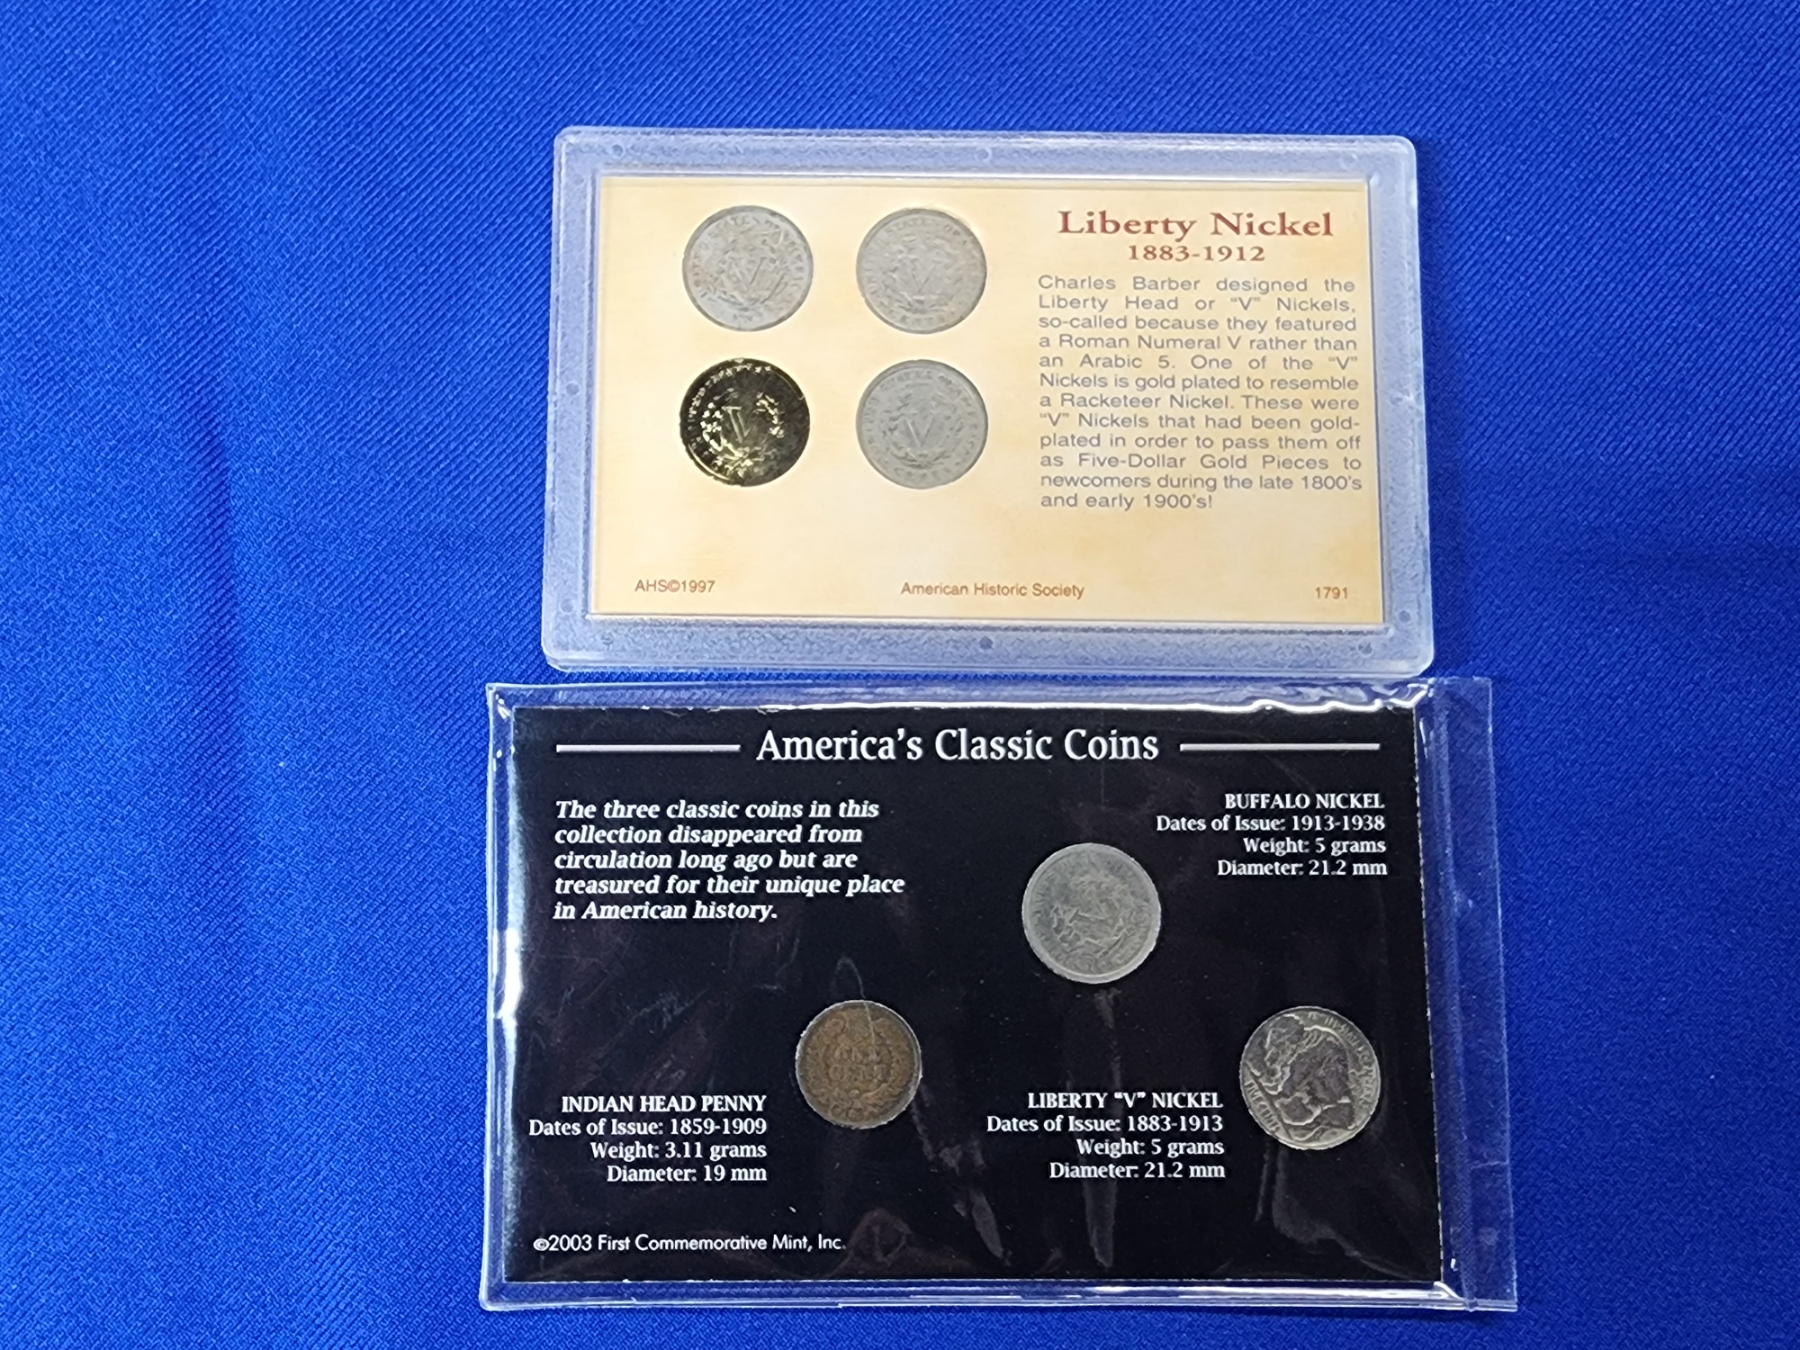 Liberty Nickel
1883-1912
Charles Barber designed the
Liberty Head or "V" Nickels,
so-called because they featured
a Roman Numeral V rather than
an Arabic 5. One of the "V"
Nickels is gold plated to resemble
a Racketeer Nickel. These were
"V" Nickels that had been gold-
plated in order to pass them off
as Five-Dollar Gold Pieces to
newcomers during the late 1800's
and early 1900's!
AHS©1997
American Historic Society
1791
America's Classic Coins
The three classic coins in this
collection disappeared from
circulation long ago but are
treasured for their unique place
in American history.
BUFFALO NICKEL
Dates of Issue: 1913-1938
Weight: 5 grams
Diameter: 21.2 mm
ONE
CENT
INDIAN HEAD PENNY
Dates of Issue: 1859-1909
Weight: 3.11 grams
Diameter: 19 mm
LIBERTY "V" NICKEL
Dates of Issue: 1883-1913
Weight: 5 grams
Diameter: 21.2 mm
©2003 First Commemorative Mint, Inc.